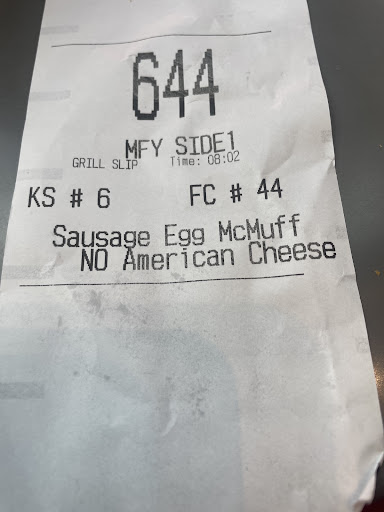 644
MFY SIDE1
GRILL SLIP Time: 08:02
KS # 6 FC # 44
Sausage Egg McMuff
NO American Cheese